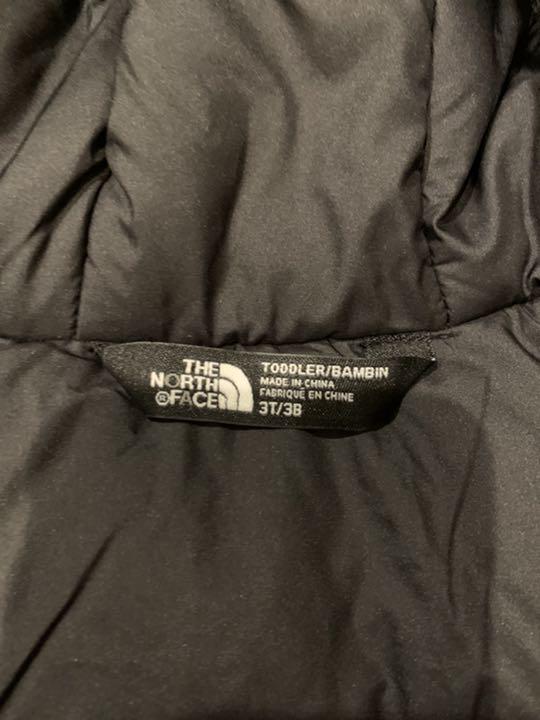 THE
NORTH
®FACE
TODDLER/BAMBIN
MADE IN CHINA
FABRIQUÉ EN CHINE
3T/3B